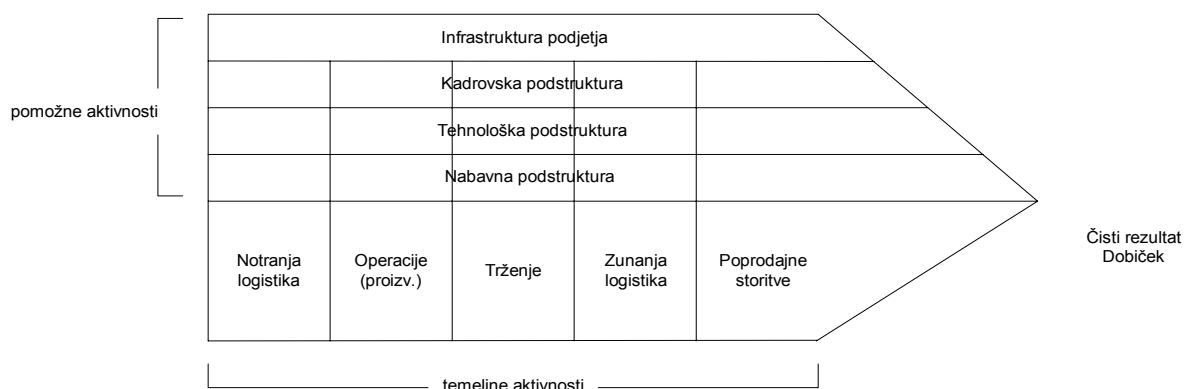 Infrastruktura podjetja
Kadrovska podstruktura
pomožne aktivnosti
Tehnološka podstruktura
Nabavna podstruktura
Notranja
logistika
Operacije
(proizv.)
Trženje
Zunanja
logistika
Poprodajne
storitve
Čisti rezultat
Dobiček
temeljne aktivnosti